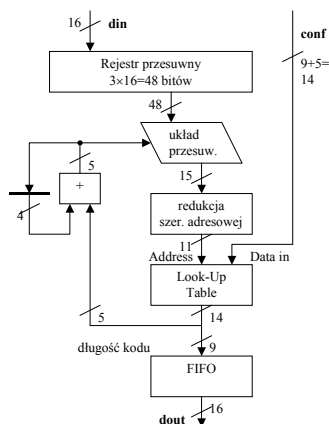 16 din
conf
Rejestr przesuwny
3×16=48 bitów
9+5=
14
48
układ
przesuw.
5
+
4
15
redukcja
szer. adresowej
11
Address
Data in
Look-Up
Table
5
14
długość kodu
9
FIFO
16
dout